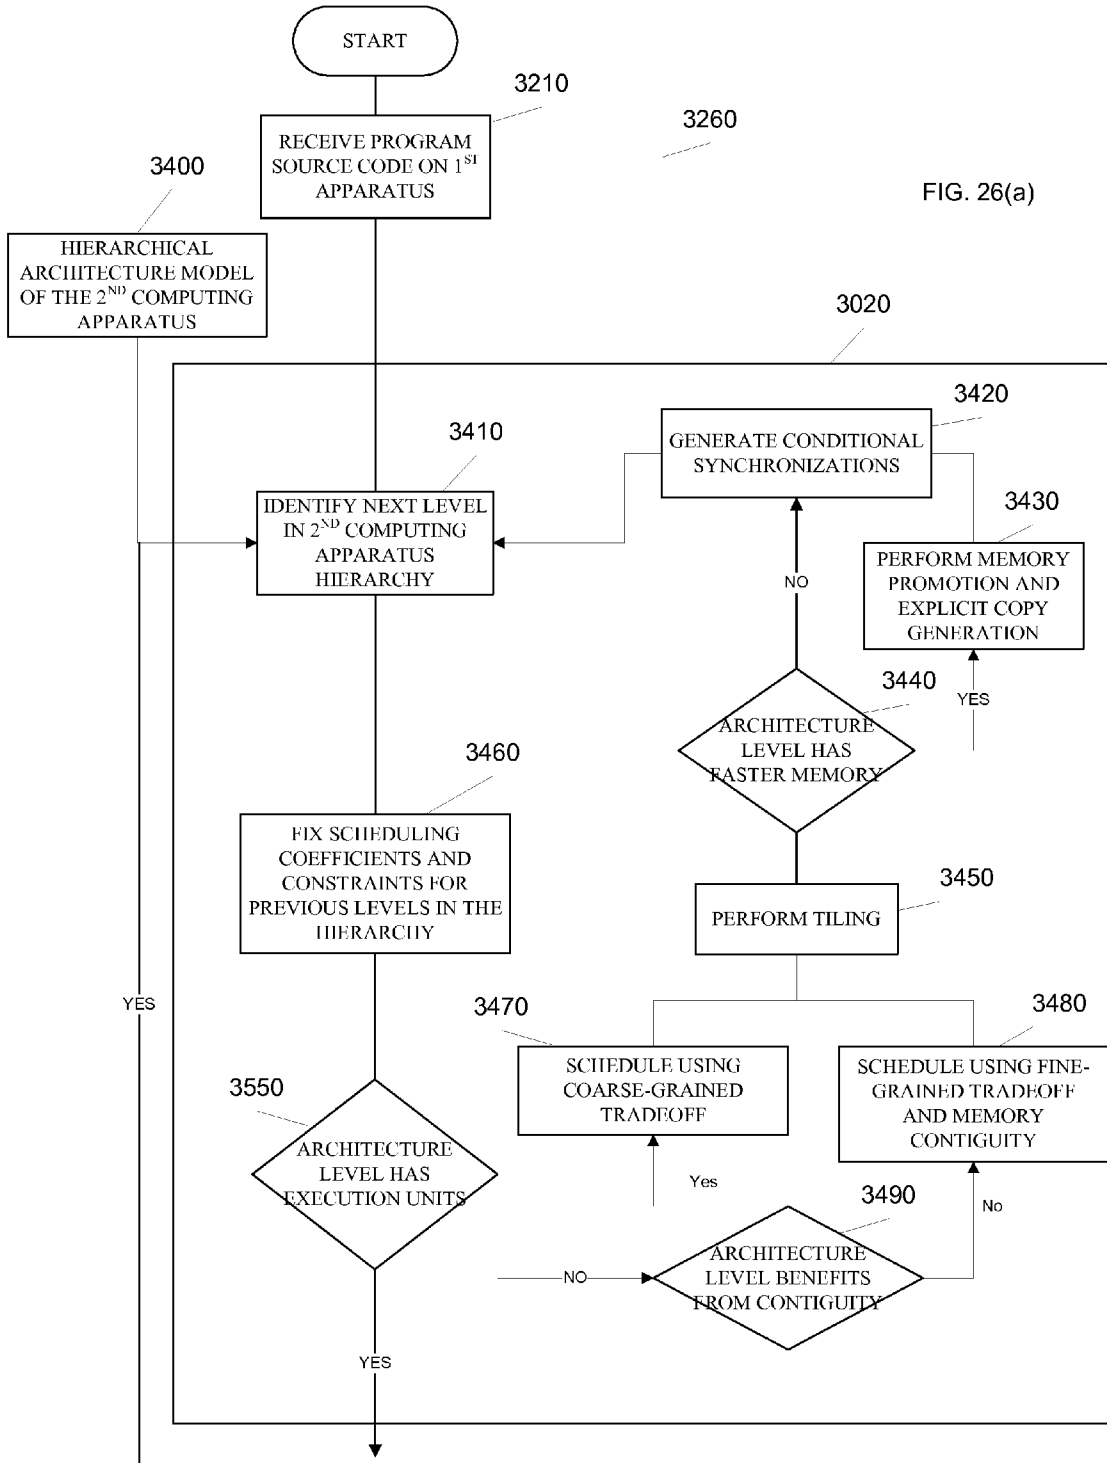 START
3210
RECEIVE PROGRAM
SOURCE CODE ON 1ST
APPARATUS
3260
FIG. 26(a)
3400
HIERARCHICAL
ARCHITECTURE MODEL
OF THE 2ND COMPUTING
APPARATUS
3020
3420
GENERATE CONDITIONAL
SYNCHRONIZATIONS
3410
IDENTIFY NEXT LEVEL
IN 2ND COMPUTING
APPARATUS
HIERARCHY
3430
PERFORM MEMORY
PROMOTION AND
EXPLICIT COPY
GENERATION
NO
YES
3440
ARCHITECTURE
LEVEL HAS
FASTER MEMORY
3460
FIX SCHEDULING
COEFFICIENTS AND
CONSTRAINTS FOR
PREVIOUS LEVELS IN THE
HIERARCHY
3450
PERFORM TILING
YES
3470
SCHEDULE USING
COARSE-GRAINED
TRADEOFF
3480
SCHEDULE USING FINE-
GRAINED TRADEOFF
AND MEMORY
CONTIGUITY
3550
ARCHITECTURE
LEVEL HAS
EXECUTION UNITS
Yes
No
3490
ARCHITECTURE
LEVEL BENEFITS
FROM CONTIGUITY
NO
YES